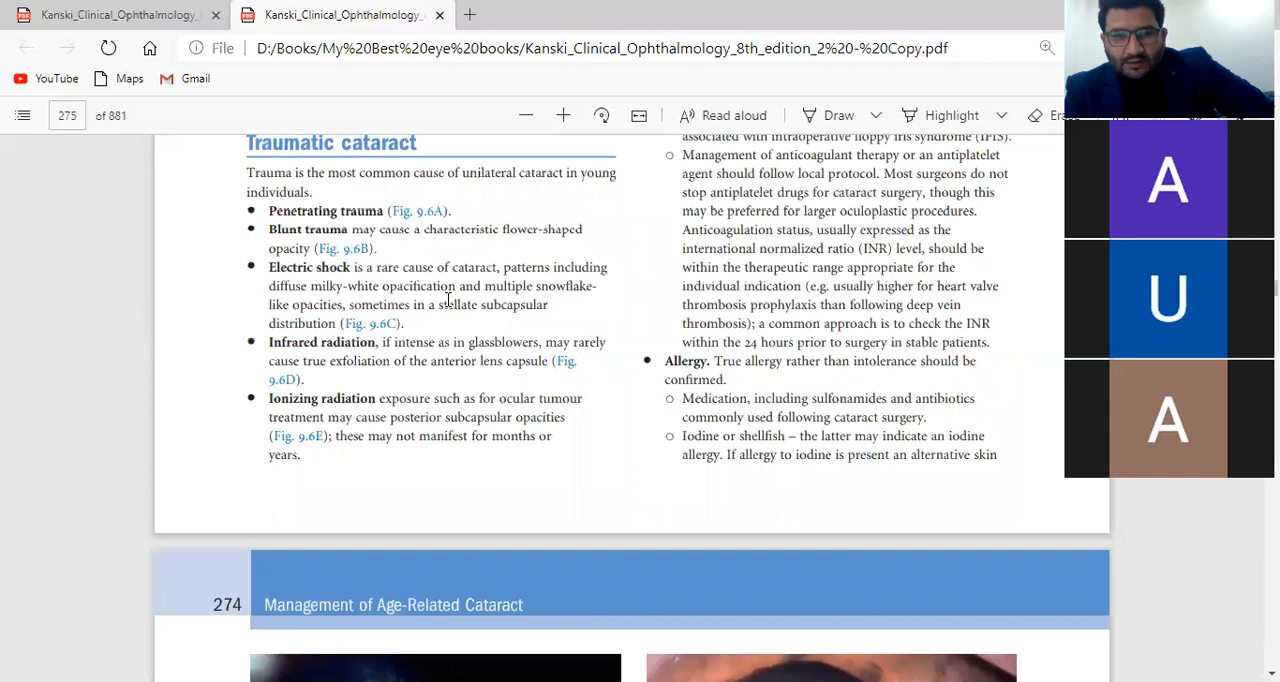 Kanski_Clinical_Ophthalmology_
Kanski_Clinical_Ophthalmology_
File
D:/Books/My%20Best%20eye%20books/Kanski_Clinical_Ophthalmology_8th_edition_2%20-%20Copy.pdf
YouTube
Maps
Gmail
275
of 881
Read aloud
Draw
Highlight
Traumatic cataract
Trauma is the most common cause of unilateral cataract in young
individuals.
Penetrating trauma (Fig. 9.6A).
Blunt trauma may cause a characteristic flower-shaped
opacity (Fig. 9.6B).
Electric shock is a rare cause of cataract, patterns including
diffuse milky-white opacification and multiple snowflake-
like opacities, sometimes in a stellate subcapsular
distribution (Fig. 9.6C).
Infrared radiation, if intense as in glassblowers, may rarely
cause true exfoliation of the anterior lens capsule (Fig.
9.6D).
Ionizing radiation exposure such as for ocular tumour
treatment may cause posterior subcapsular opacities
(Fig. 9.6E); these may not manifest for months or
years.
associated with intraoperative floppy iris syndrome (IFIS).
Management of anticoagulant therapy or an antiplatelet
agent should follow local protocol. Most surgeons do not
stop antiplatelet drugs for cataract surgery, though this
may be preferred for larger oculoplastic procedures.
Anticoagulation status, usually expressed as the
international normalized ratio (INR) level, should be
within the therapeutic range appropriate for the
individual indication (e.g. usually higher for heart valve
thrombosis prophylaxis than following deep vein
thrombosis); a common approach is to check the INR
within the 24 hours prior to surgery in stable patients.
Allergy. True allergy rather than intolerance should be
confirmed.
Medication, including sulfonamides and antibiotics
commonly used following cataract surgery.
Iodine or shellfish – the latter may indicate an iodine
allergy. If allergy to iodine is present an alternative skin
274
Management of Age-Related Cataract
A
U
A